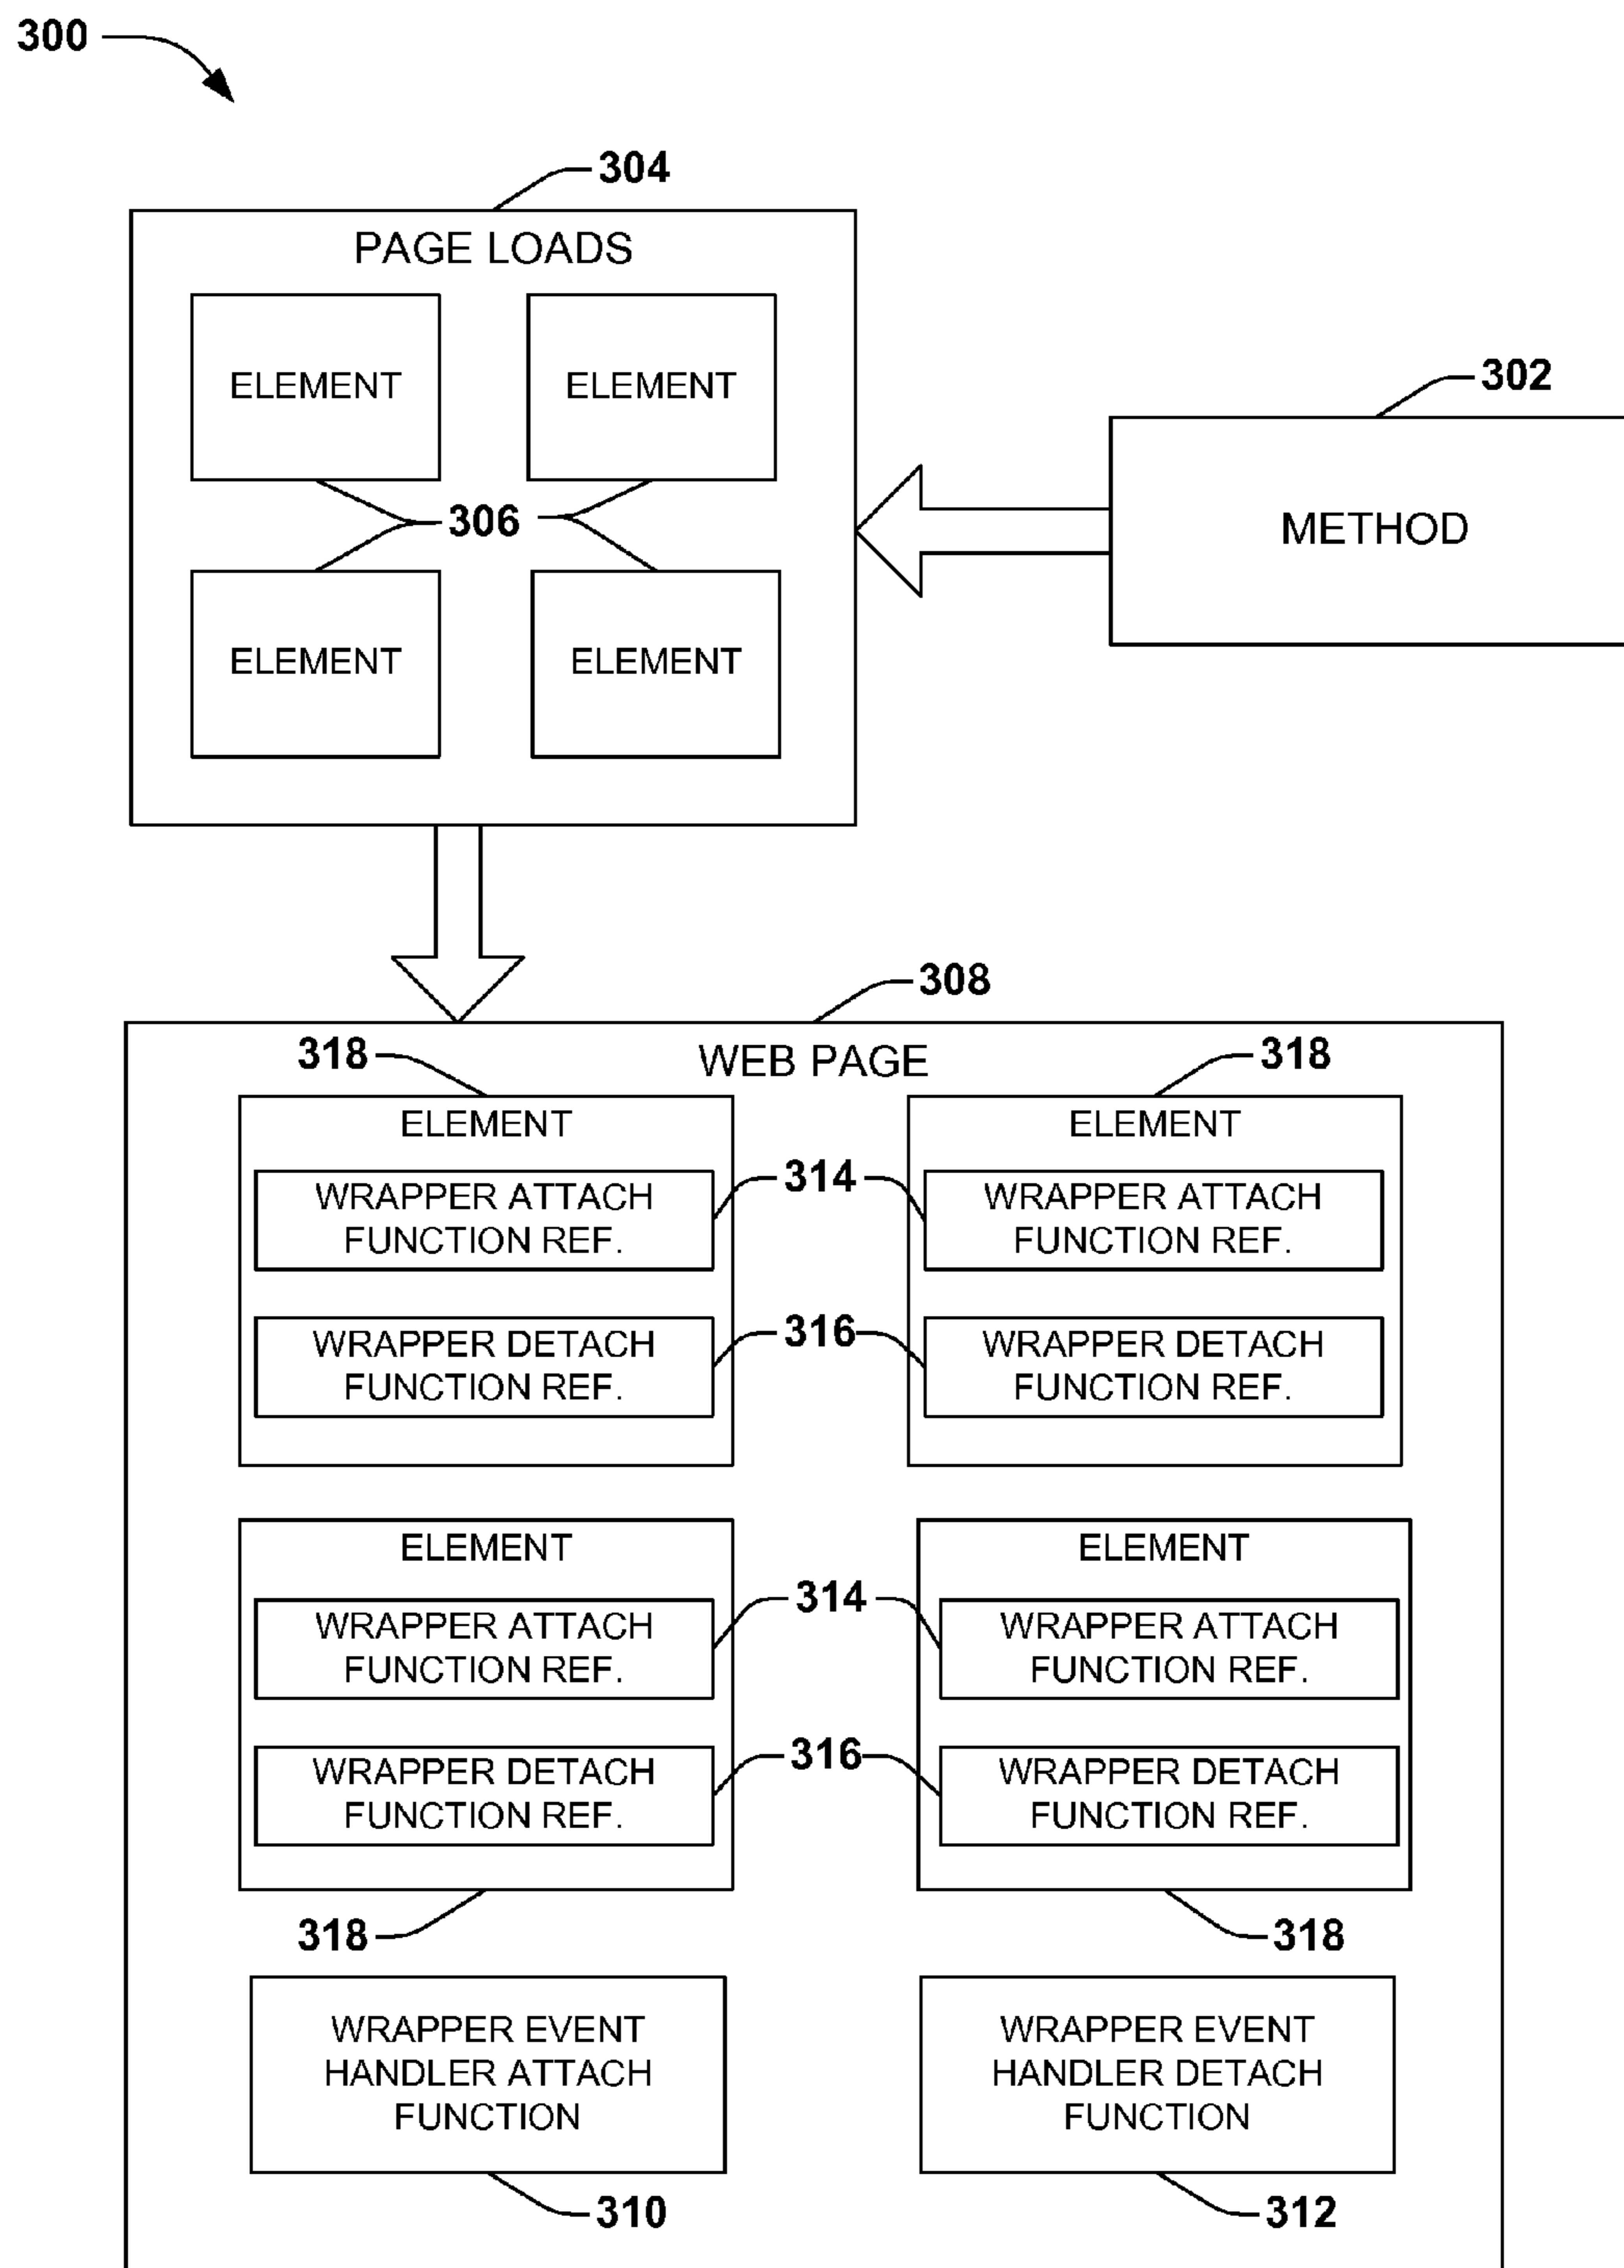 300
304
PAGE LOADS
ELEMENT ELEMENT
302
306
METHOD
ELEMENT ELEMENT
308
318 WEB PAGE 318
ELEMENT ELEMENT
314
WRAPPER ATTACH WRAPPER ATTACH
FUNCTION REF. FUNCTION REF.
316
WRAPPER DETACH WRAPPER DETACH
FUNCTION REF. FUNCTION REF.
ELEMENT ELEMENT
314
WRAPPER ATTACH WRAPPER ATTACH
FUNCTION REF. FUNCTION REF.
316
WRAPPER DETACH WRAPPER DETACH
FUNCTION REF. FUNCTION REF.
318 318
WRAPPER EVENT WRAPPER EVENT
HANDLER ATTACH HANDLER DETACH
FUNCTION FUNCTION
310 312